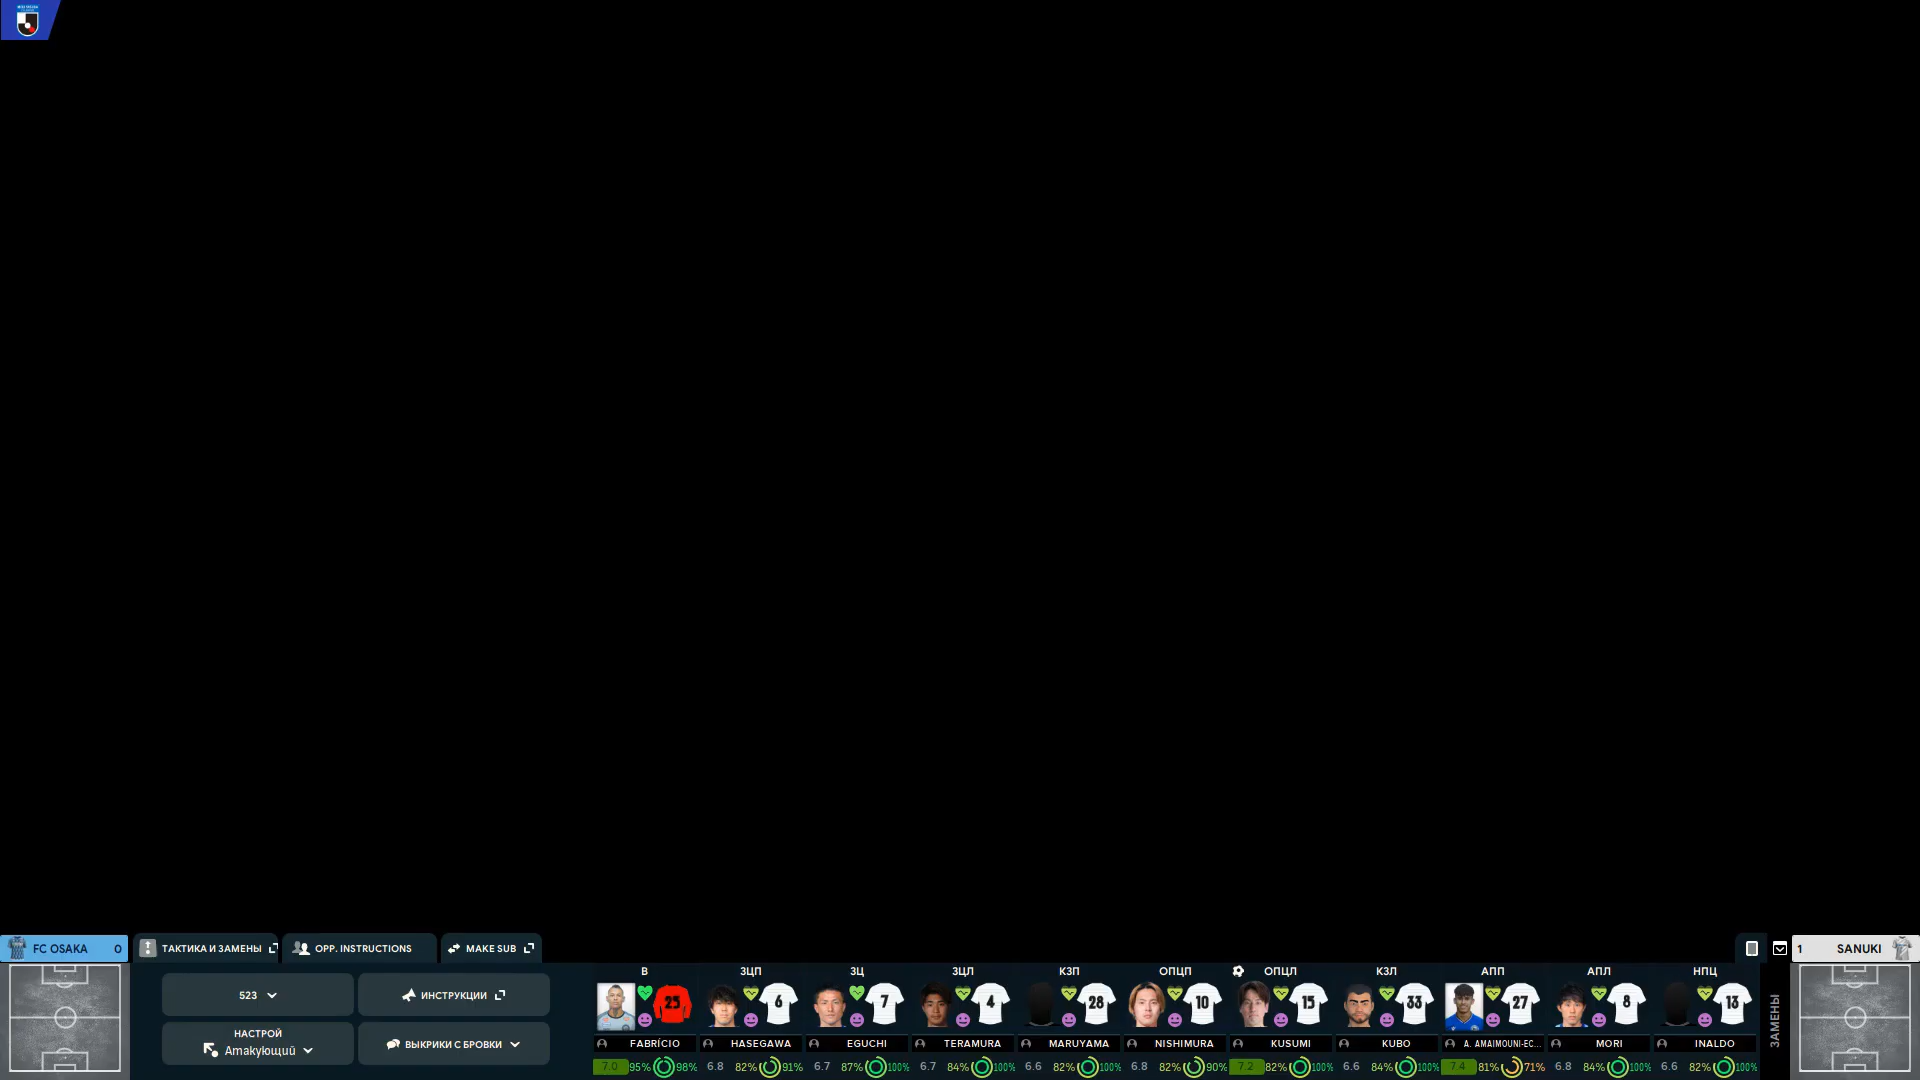 FC OSAKA 0
ТАКТИКА И ЗАМЕНЫ
OPP. INSTRUCTIONS
MAKE SUB
1 SANUKI
523
ИНСТРУКЦИИ
НАСТРОЙ
Атакующий
ВЫКРИКИ С БРОВКИ
В ЗЦП ЗЦ ЗЦЛ КЗП ОПЦП ОПЦЛ КЗЛ АПП АПЛ НПЦ
25 6 7 4 28 10 15 33 27 8 13
FABRÍCIO HASEGAWA EGUCHI TERAMURA MARUYAMA NISHIMURA KUSUMI KUBO A. AMAIMOUNI-EC... MORI INALDO
7.0 95% 98% 6.8 82% 91% 6.7 87% 100% 6.7 84% 100% 6.6 82% 100% 6.8 82% 90% 7.2 82% 100% 6.6 84% 100% 7.4 81% 71% 6.8 84% 100% 6.6 82% 100%
ЗАМЕНЫ